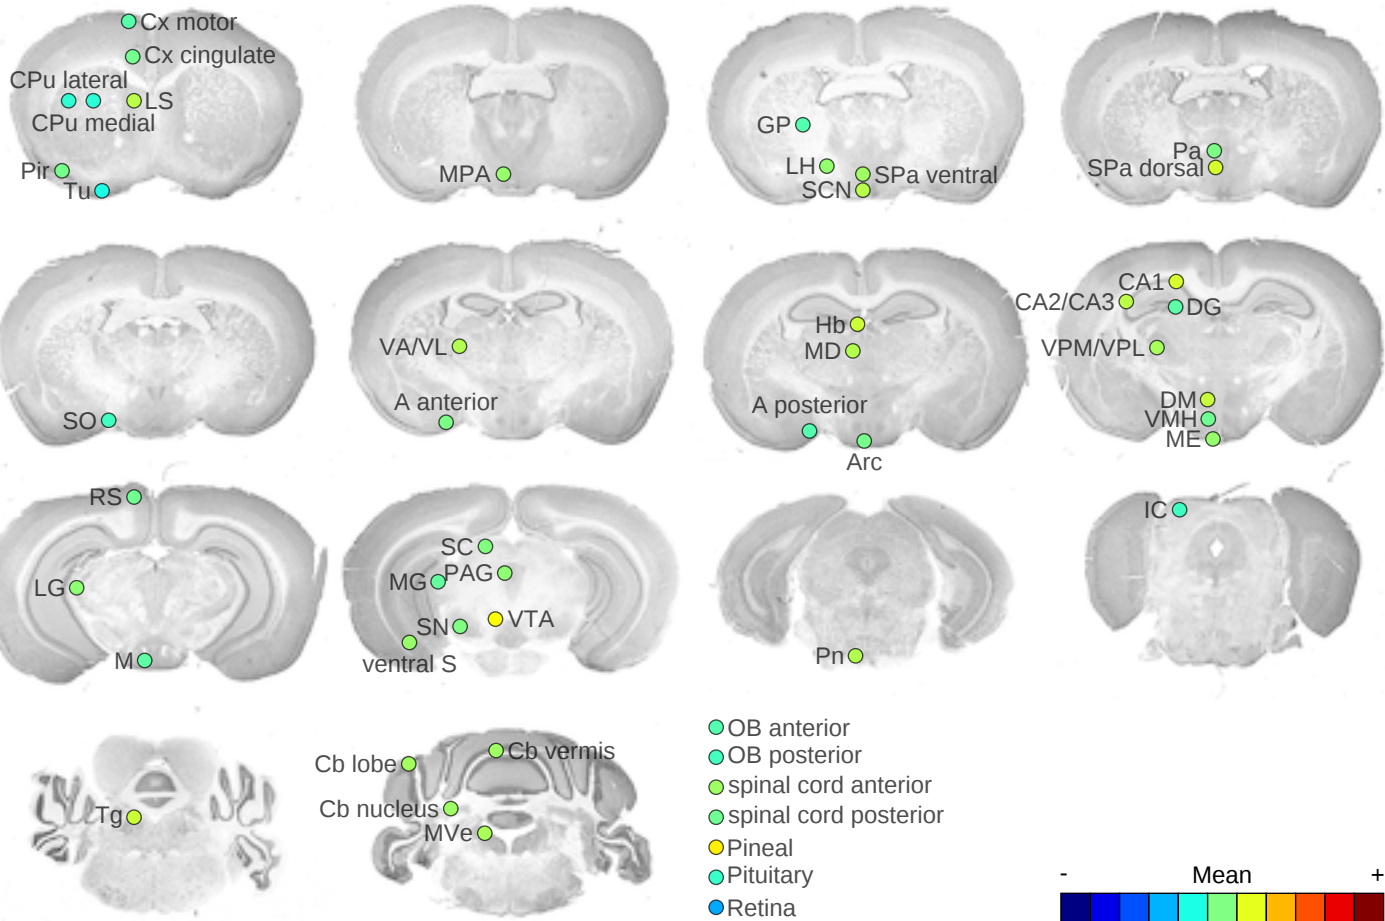 Cx motor
Cx cingulate
CPu lateral
LS
CPu medial
Pir
Tu
MPA
GP
LH
SPa ventral
SCN
Pa
SPa dorsal
SO
VA/VL
A anterior
Hb
MD
A posterior
Arc
CA1
CA2/CA3
DG
VPM/VPL
DM
VMH
ME
RS
LG
M
SC
MG
PAG
SN
VTA
ventral S
Pn
IC
Tg
Cb lobe
Cb vermis
Cb nucleus
MVe
OB anterior
OB posterior
spinal cord anterior
spinal cord posterior
Pineal
Pituitary
Retina
- Mean +